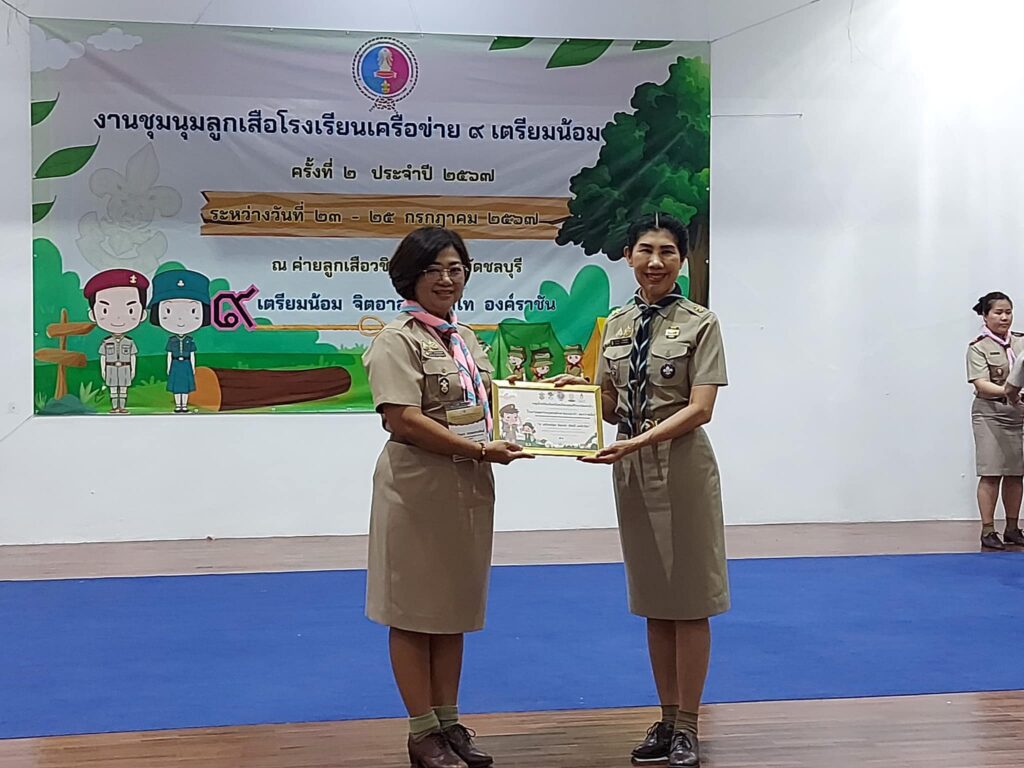 งานชุมนุมลูกเสือโรงเรียนเครือข่าย ๙ เตรียมน้อม
ครั้งที่ ๒ ประจำปี ๒๕๖๗
ระหว่างวันที่ ๒๓ - ๒๕ กรกฎาคม ๒๕๖๗
ณ ค่ายลูกเสือวชิ ดชลบุรี
๙ เตรียมน้อม จิตอาส ไท องค์ราชัน